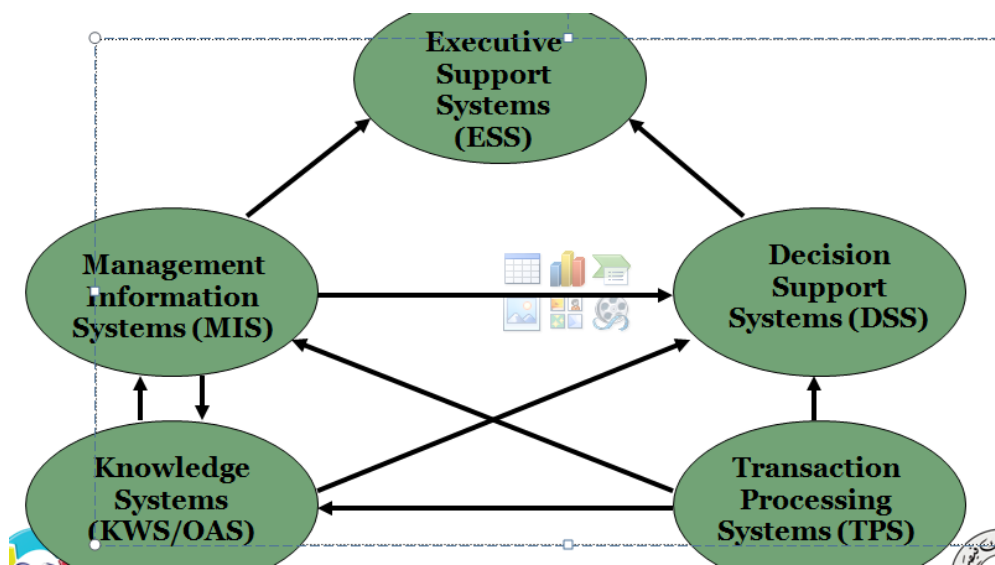 Executive
Support
Systems
(ESS)
Management
Information
Systems (MIS)
Decision
Support
Systems (DSS)
Knowledge
Systems
(KWS/OAS)
Transaction
Processing
Systems (TPS)